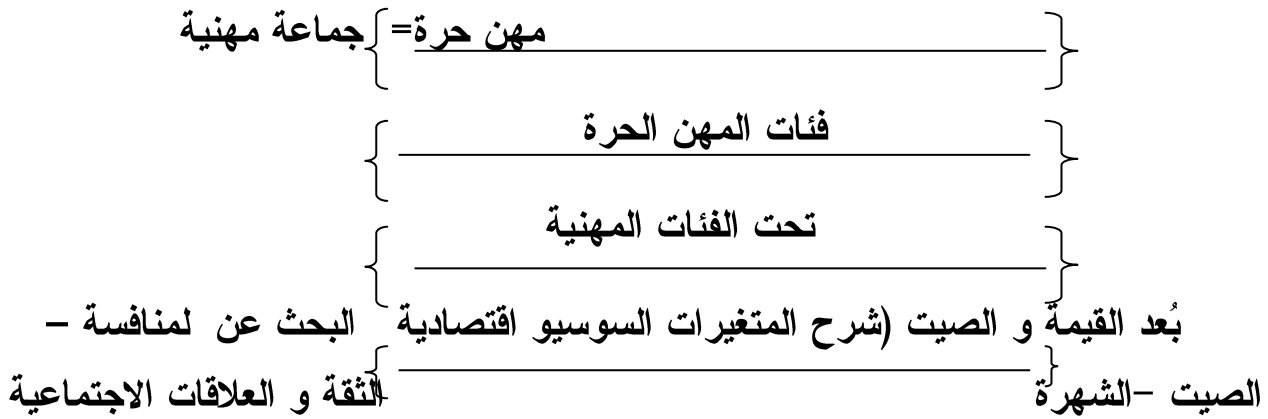 مهن حرة= جماعة مهنية
فئات المهن الحرة
تحت الفئات المهنية
بُعد القيمة و الصيت (شرح المتغيرات السوسيو اقتصادية البحث عن لمنافسة –
الصيت –الشهرة الثقة و العلاقات الاجتماعية